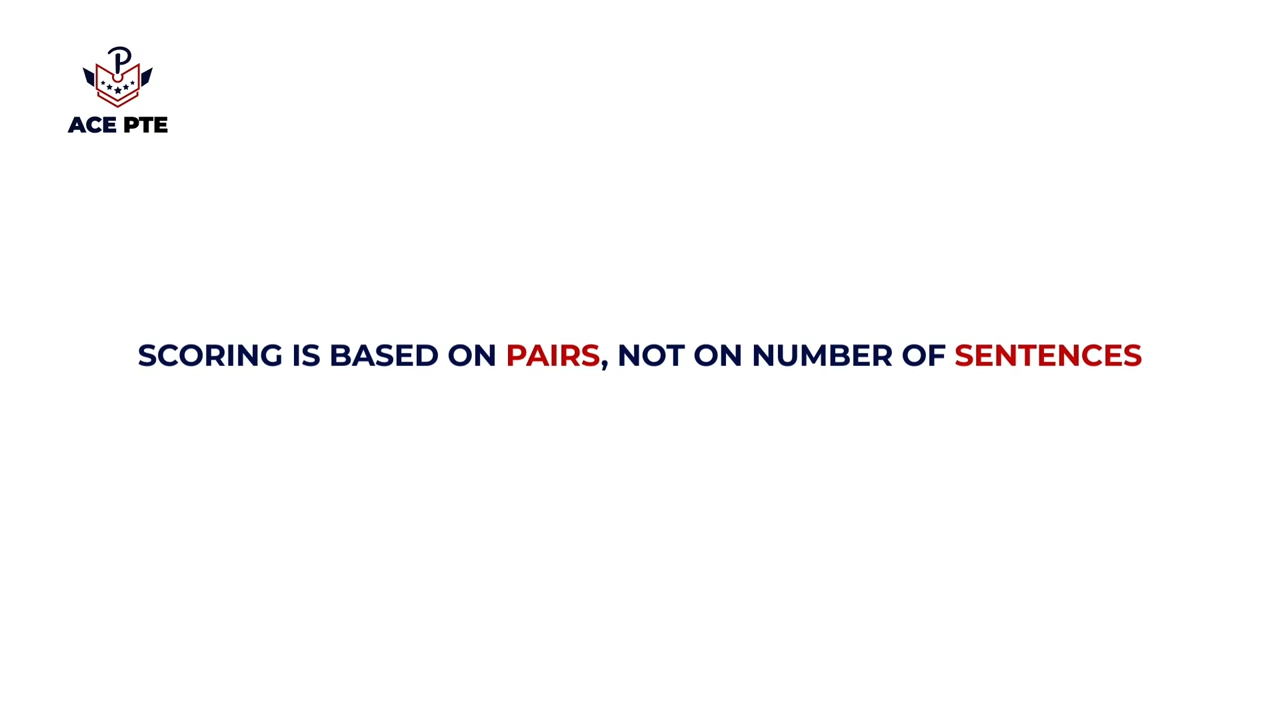 ACE PTE
SCORING IS BASED ON PAIRS, NOT ON NUMBER OF SENTENCES